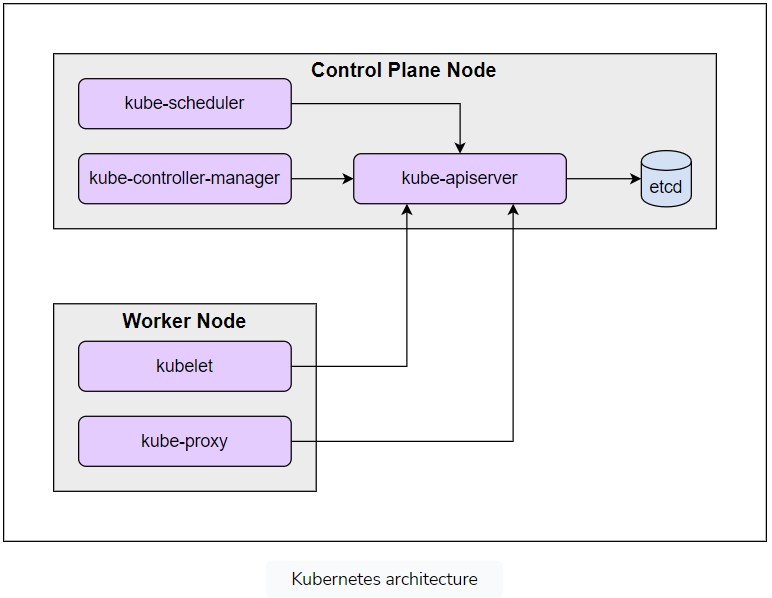 Control Plane Node
kube-scheduler
kube-controller-manager
kube-apiserver
etcd
Worker Node
kubelet
kube-proxy
Kubernetes architecture